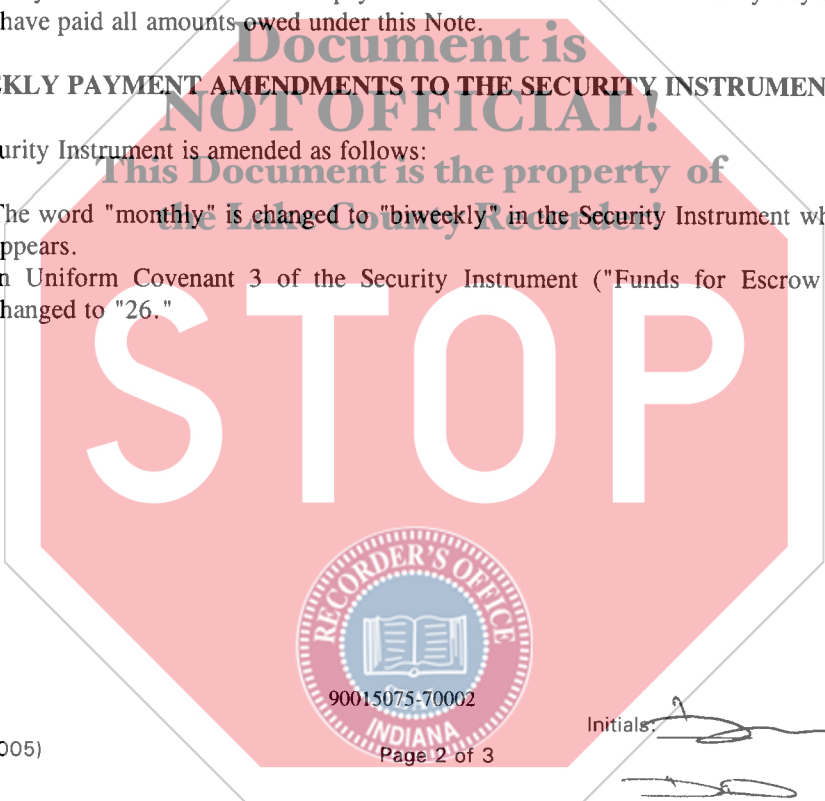 have paid all amounts owed under this Note.
Document is
KLY PAYMENT AMENDMENTS TO THE SECURITY INSTRUMEN
NOT OFFICIAL!
urity Instrument is amended as follows:
This Document is the property of
The word "monthly" is changed to "biweekly" in the Security Instrument wh
the Lake County Recorder!
ppears.
n Uniform Covenant 3 of the Security Instrument ("Funds for Escrow
hanged to "26."
STOP
RECORDER'S OFFICE
90015075-70002
INDIANA
Initials:
005)
Page 2 of 3